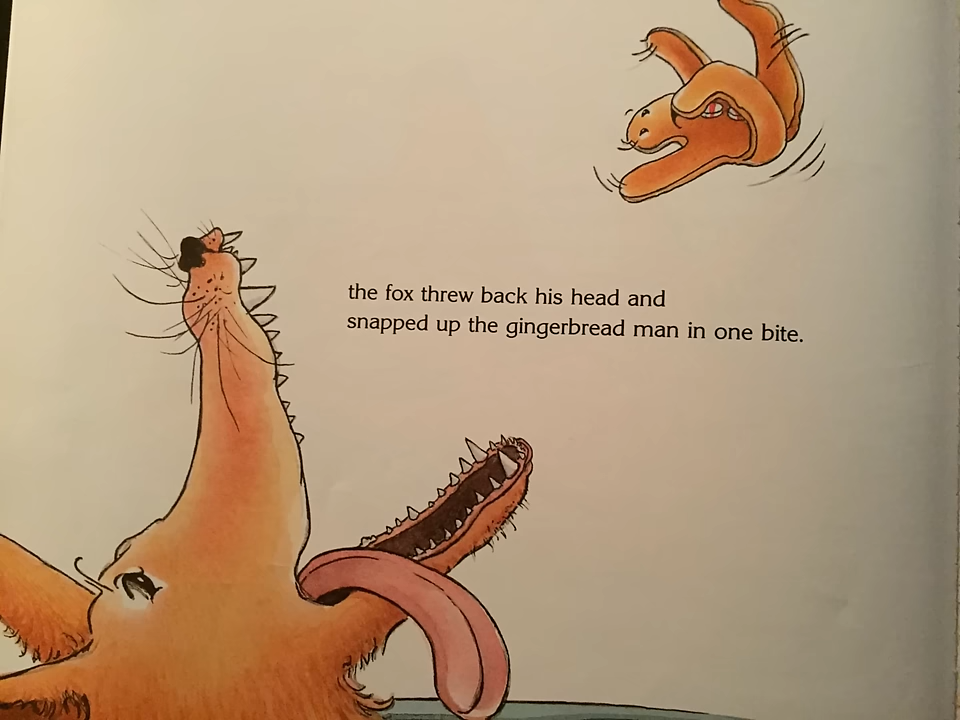 the fox threw back his head and
snapped up the gingerbread man in one bite.